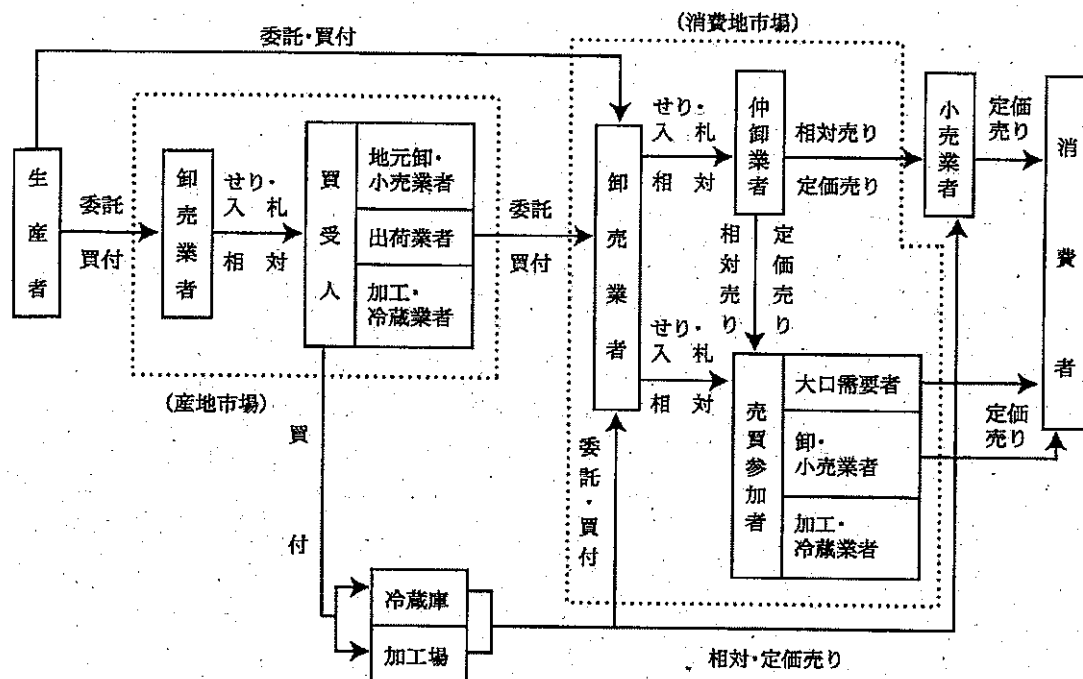 (消費地市場)
委託・買付
生産者
委託
買付
卸売業者
せり・
入札
相対
買受人
地元卸・
小売業者
出荷業者
加工・
冷蔵業者
(産地市場)
委託
買付
卸売業者
せり・
入札
相対
仲卸業者
相対売り
定価売り
小売業者
定価
売り
消費者
相対売り
定価売り
せり・
入札
相対
売買参加者
大口需要者
卸・
小売業者
加工・
冷蔵業者
定価
売り
買付
委託・買付
冷蔵庫
加工場
相対・定価売り